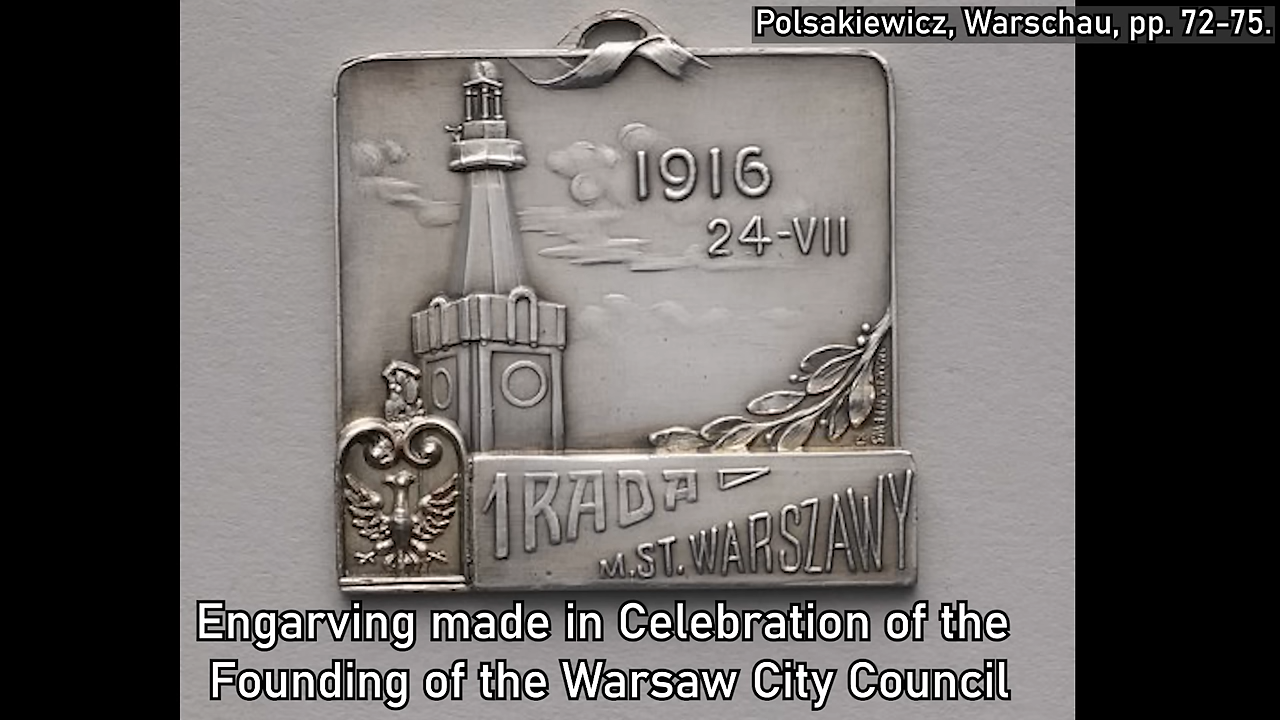 Polsakiewicz, Warschau, pp. 72-75.
1916
24-VII
1 RADA
M.ST. WARSZAWY
Engarving made in Celebration of the
Founding of the Warsaw City Council